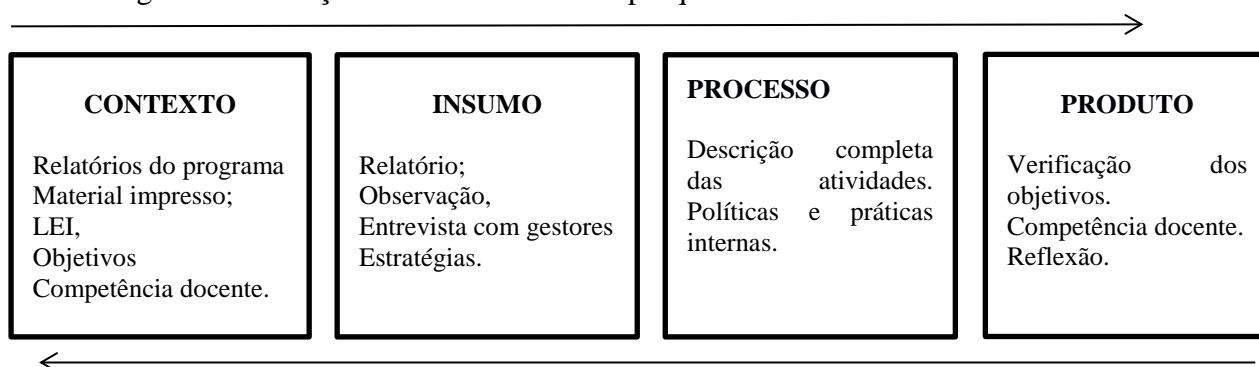 CONTEXTO
Relatórios do programa
Material impresso;
LEI,
Objetivos
Competência docente.
INSUMO
Relatório;
Observação,
Entrevista com gestores
Estratégias.
PROCESSO
Descrição completa
das atividades.
Políticas e práticas
internas.
PRODUTO
Verificação dos
objetivos.
Competência docente.
Reflexão.